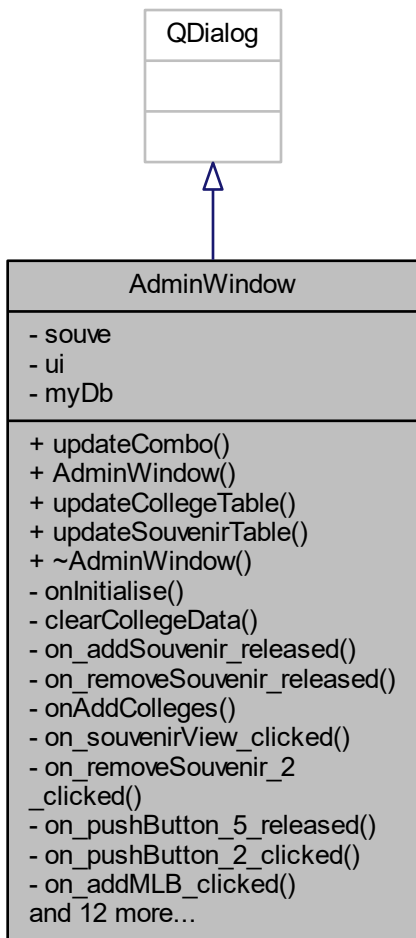 QDialog
AdminWindow
- souve
- ui
- myDb
+ updateCombo()
+ AdminWindow()
+ updateCollegeTable()
+ updateSouvenirTable()
+ ~AdminWindow()
- onInitialise()
- clearCollegeData()
- on_addSouvenir_released()
- on_removeSouvenir_released()
- onAddColleges()
- on_souvenirView_clicked()
- on_removeSouvenir_2
_clicked()
- on_pushButton_5_released()
- on_pushButton_2_clicked()
- on_addMLB_clicked()
and 12 more...